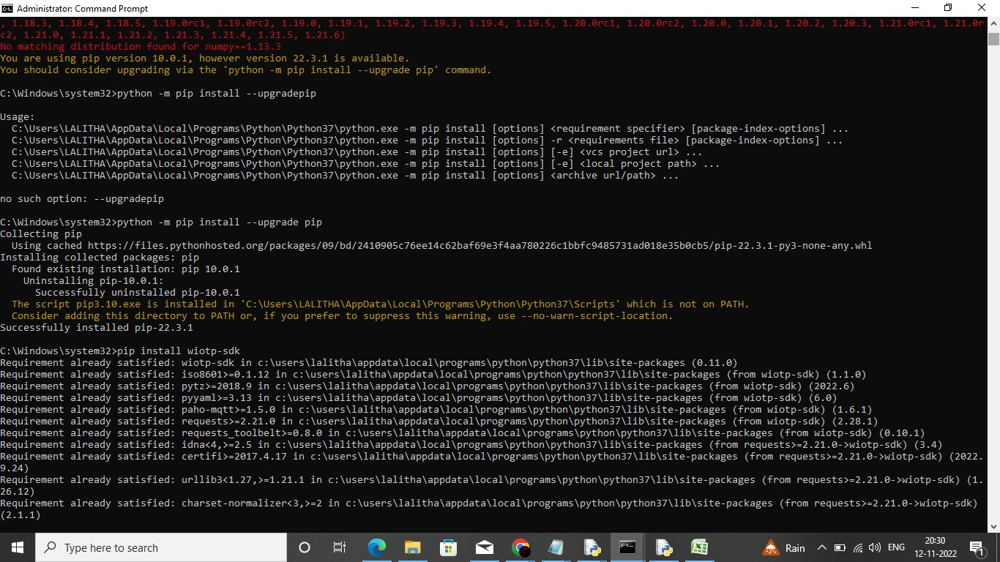 Administrator: Command Prompt
, 1.18.3, 1.18.4, 1.18.5, 1.19.0rc1, 1.19.0rc2, 1.19.0, 1.19.1, 1.19.2, 1.19.3, 1.19.4, 1.19.5, 1.20.0rc1, 1.20.0rc2, 1.20.0, 1.20.1, 1.20.2, 1.20.3, 1.21.0rc1, 1.21.0r
c2, 1.21.0, 1.21.1, 1.21.2, 1.21.3, 1.21.4, 1.21.5, 1.21.6)
No matching distribution found for numpy==1.13.3
You are using pip version 10.0.1, however version 22.3.1 is available.
You should consider upgrading via the 'python -m pip install --upgrade pip' command.
C:\Windows\system32>python -m pip install --upgradepip
Usage:
C:\Users\LALITHA\AppData\Local\Programs\Python\Python37\python.exe -m pip install [options] <requirement specifier> [package-index-options] ...
C:\Users\LALITHA\AppData\Local\Programs\Python\Python37\python.exe -m pip install [options] -r <requirements file> [package-index-options] ...
C:\Users\LALITHA\AppData\Local\Programs\Python\Python37\python.exe -m pip install [options] [-e] <vcs project url> ...
C:\Users\LALITHA\AppData\Local\Programs\Python\Python37\python.exe -m pip install [options] [-e] <local project path> ...
C:\Users\LALITHA\AppData\Local\Programs\Python\Python37\python.exe -m pip install [options] <archive url/path> ...
no such option: --upgradepip
C:\Windows\system32>python -m pip install --upgrade pip
Collecting pip
Using cached https://files.pythonhosted.org/packages/09/bd/2410905c76ee14c62baf69e3f4aa780226c1bbfc9485731ad018e35b0cb5/pip-22.3.1-py3-none-any.whl
Installing collected packages: pip
Found existing installation: pip 10.0.1
Uninstalling pip-10.0.1:
Successfully uninstalled pip-10.0.1
The script pip3.10.exe is installed in 'C:\Users\LALITHA\AppData\Local\Programs\Python\Python37\Scripts' which is not on PATH.
Consider adding this directory to PATH or, if you prefer to suppress this warning, use --no-warn-script-location.
Successfully installed pip-22.3.1
C:\Windows\system32>pip install wiotp-sdk
Requirement already satisfied: wiotp-sdk in c:\users\lalitha\appdata\local\programs\python\python37\lib\site-packages (0.11.0)
Requirement already satisfied: iso8601>=0.1.12 in c:\users\lalitha\appdata\local\programs\python\python37\lib\site-packages (from wiotp-sdk) (1.1.0)
Requirement already satisfied: pytz>=2018.9 in c:\users\lalitha\appdata\local\programs\python\python37\lib\site-packages (from wiotp-sdk) (2022.6)
Requirement already satisfied: pyyaml>=3.13 in c:\users\lalitha\appdata\local\programs\python\python37\lib\site-packages (from wiotp-sdk) (6.0)
Requirement already satisfied: paho-mqtt>=1.5.0 in c:\users\lalitha\appdata\local\programs\python\python37\lib\site-packages (from wiotp-sdk) (1.6.1)
Requirement already satisfied: requests>=2.21.0 in c:\users\lalitha\appdata\local\programs\python\python37\lib\site-packages (from wiotp-sdk) (2.28.1)
Requirement already satisfied: requests_toolbelt>=0.8.0 in c:\users\lalitha\appdata\local\programs\python\python37\lib\site-packages (from wiotp-sdk) (0.10.1)
Requirement already satisfied: idna<4,>=2.5 in c:\users\lalitha\appdata\local\programs\python\python37\lib\site-packages (from requests>=2.21.0->wiotp-sdk) (3.4)
Requirement already satisfied: certifi>=2017.4.17 in c:\users\lalitha\appdata\local\programs\python\python37\lib\site-packages (from requests>=2.21.0->wiotp-sdk) (2022.
9.24)
Requirement already satisfied: urllib3<1.27,>=1.21.1 in c:\users\lalitha\appdata\local\programs\python\python37\lib\site-packages (from requests>=2.21.0->wiotp-sdk) (1.
26.12)
Requirement already satisfied: charset-normalizer<3,>=2 in c:\users\lalitha\appdata\local\programs\python\python37\lib\site-packages (from requests>=2.21.0->wiotp-sdk)
(2.1.1)
Type here to search
Rain
ENG
20:30
12-11-2022
1